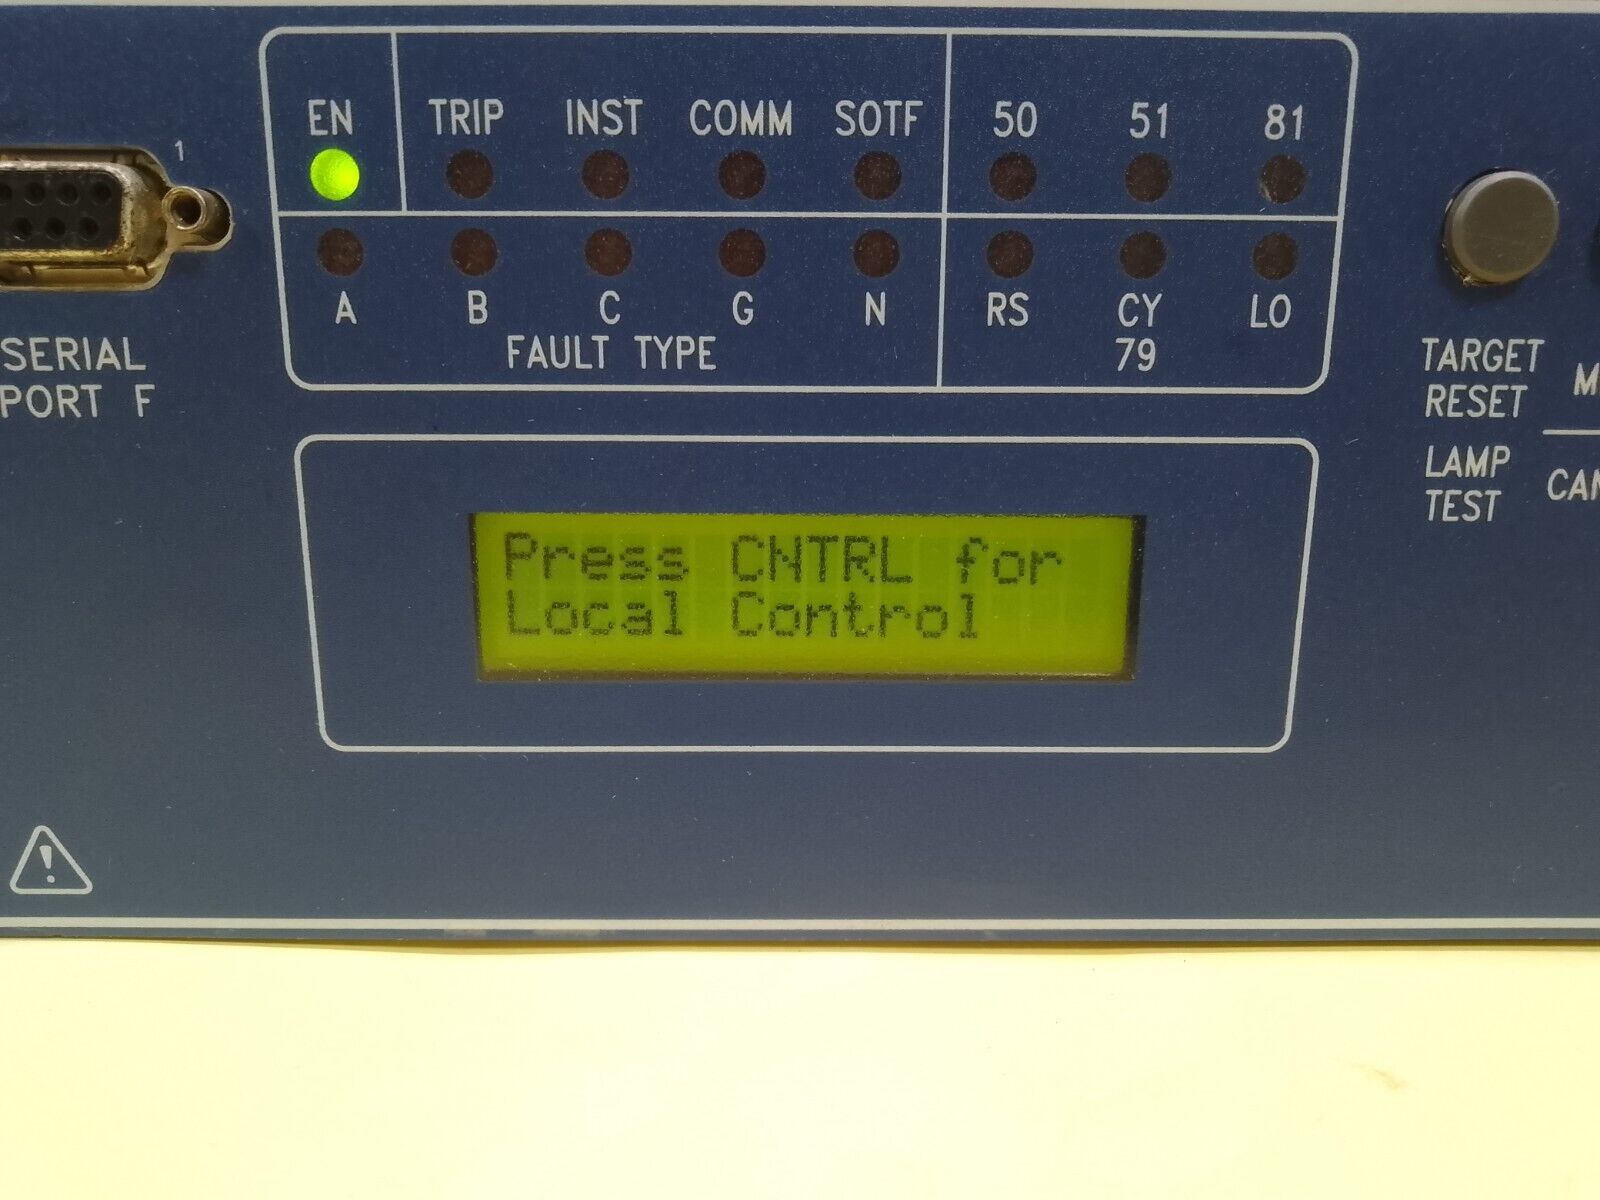 1
EN TRIP INST COMM SOTF 50 51 81
A B C G N RS CY LO
FAULT TYPE 79
SERIAL
PORT F
TARGET
RESET
LAMP
TEST
Press CNTRL for
Local Control